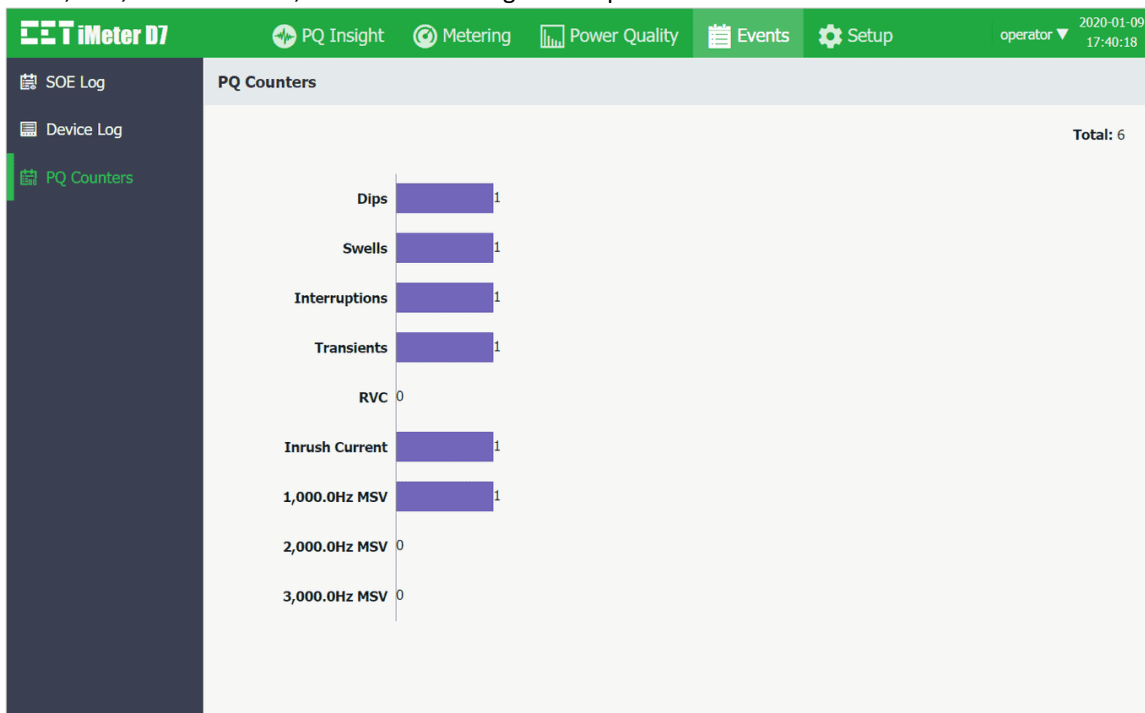 CET iMeter D7
PQ Insight
Metering
Power Quality
Events
Setup
operator ▼
2020-01-09
17:40:18
SOE Log
Device Log
PQ Counters
PQ Counters
Total: 6
Dips 1
Swells 1
Interruptions 1
Transients 1
RVC 0
Inrush Current 1
1,000.0Hz MSV 1
2,000.0Hz MSV 0
3,000.0Hz MSV 0